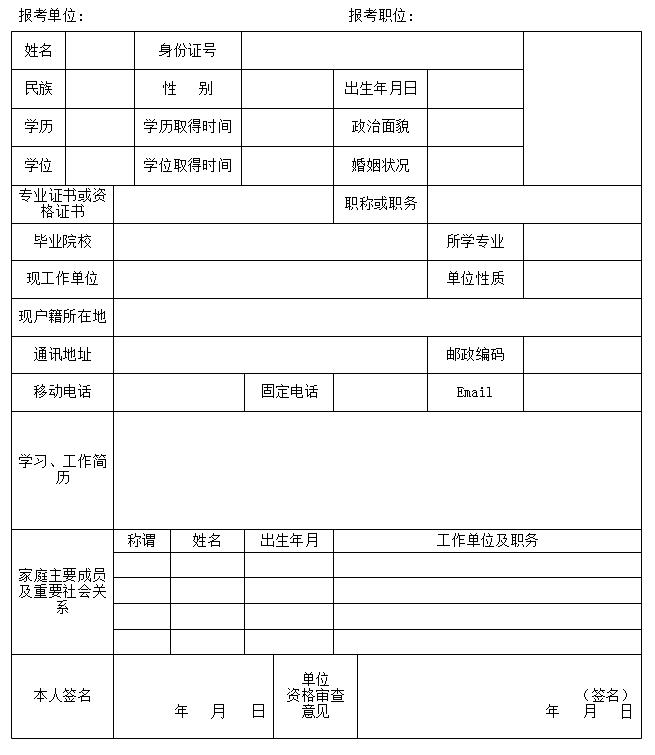 报考单位： 报考职位：
姓名 身份证号
民族 性 别 出生年月日
学历 学历取得时间 政治面貌
学位 学位取得时间 婚姻状况
专业证书或资
格证书 职称或职务
毕业院校 所学专业
现工作单位 单位性质
现户籍所在地
通讯地址 邮政编码
移动电话 固定电话 Email
学习、工作简
历
称谓 姓名 出生年月 工作单位及职务
家庭主要成员
及重要社会关
系
本人签名
年 月 日
单位
资格审查
意见
（签名）
年 月 日